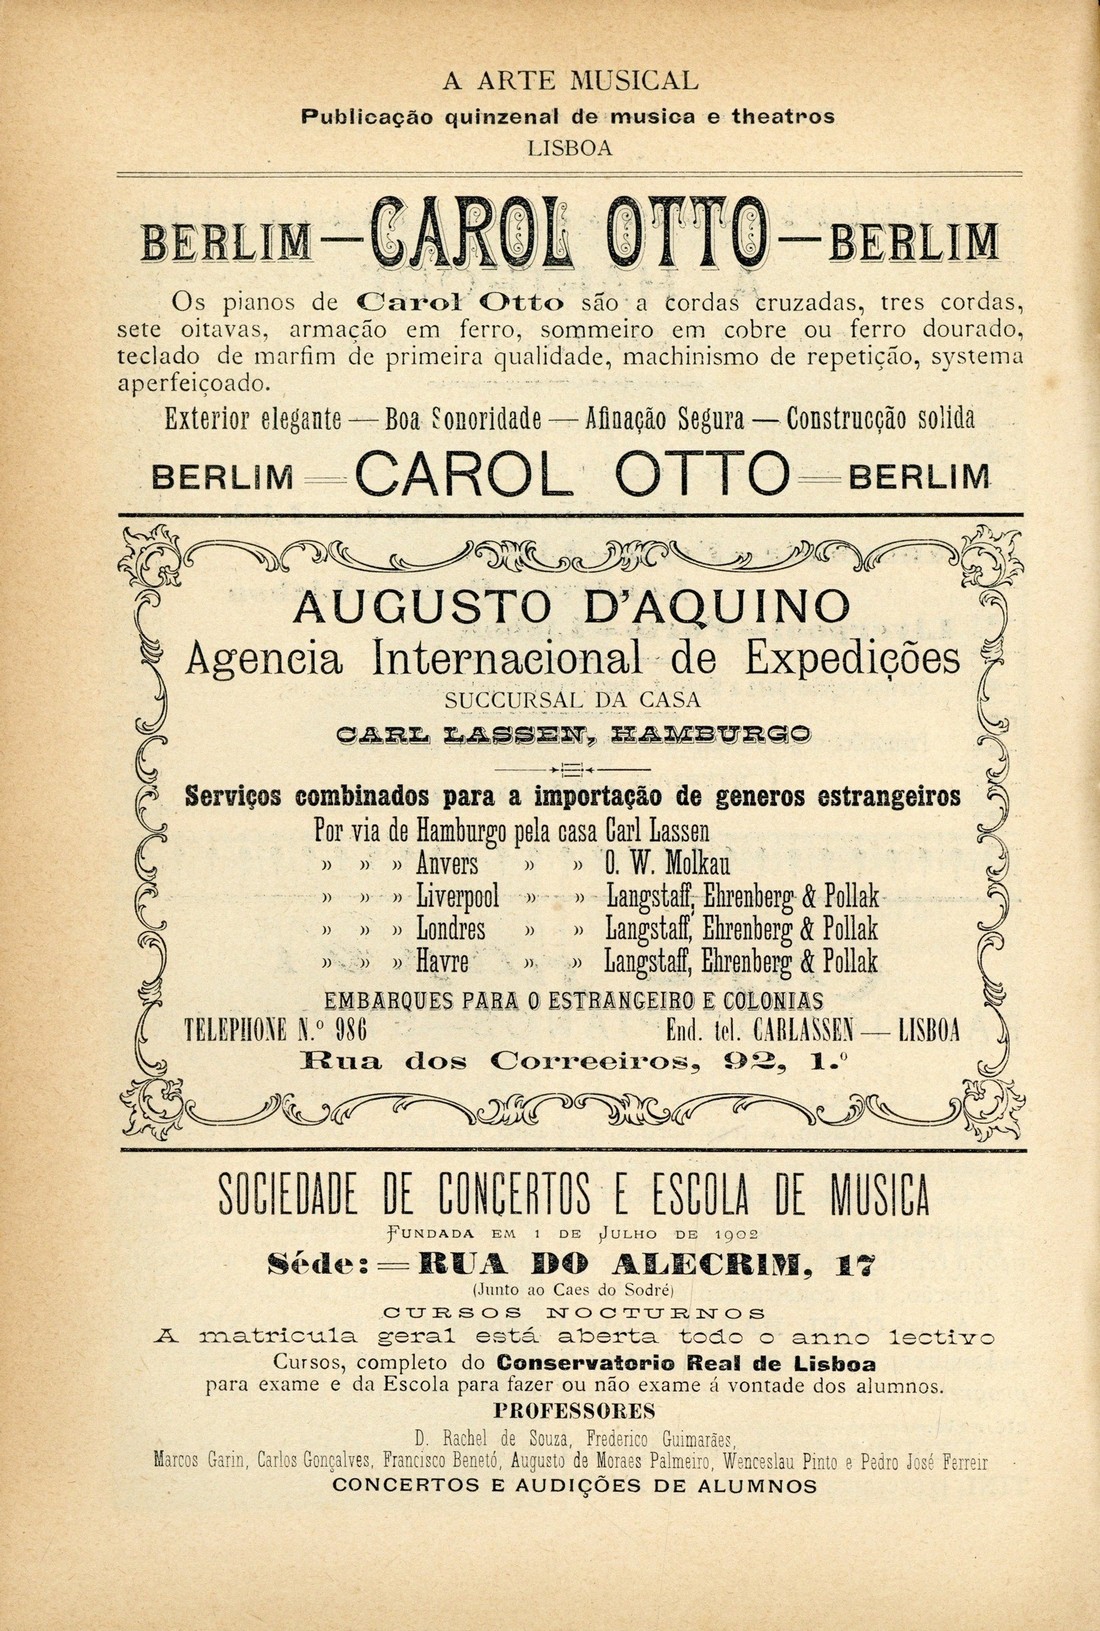 A ARTE MUSICAL
Publicação quinzenal de musica e theatros
LISBOA
BERLIM — CAROL OTTO — BERLIM
Os pianos de Carol Otto são a cordas cruzadas, tres cordas,
sete oitavas, armação em ferro, sommeiro em cobre ou ferro dourado,
teclado de marfim de primeira qualidade, machinismo de repetição, systema
aperfeiçoado.
Exterior elegante — Boa Sonoridade — Afinação Segura — Construcção solida
BERLIM — CAROL OTTO — BERLIM
AUGUSTO D'AQUINO
Agencia Internacional de Expedições
SUCCURSAL DA CASA
CARL LASSEN, HAMBURGO
Serviços combinados para a importação de generos estrangeiros
Por via de Hamburgo pela casa Carl Lassen
» » » Anvers » » O. W. Molkau
» » » Liverpool » » Langstaff, Ehrenberg & Pollak
» » » Londres » » Langstaff, Ehrenberg & Pollak
» » » Havre » » Langstaff, Ehrenberg & Pollak
EMBARQUES PARA O ESTRANGEIRO E COLONIAS
TELEPHONE N.º 986 End. tel. CARLASSEN — LISBOA
Rua dos Correeiros, 92, 1.º
SOCIEDADE DE CONCERTOS E ESCOLA DE MUSICA
FUNDADA EM 1 DE JULHO DE 1902
Séde: = RUA DO ALECRIM, 17
(Junto ao Caes do Sodré)
CURSOS NOCTURNOS
A matricula geral está aberta todo o anno lectivo
Cursos, completo do Conservatorio Real de Lisboa
para exame e da Escola para fazer ou não exame á vontade dos alumnos.
PROFESSORES
D. Rachel de Souza, Frederico Guimarães,
Marcos Garin, Carlos Gonçalves, Francisco Benetó, Augusto de Moraes Palmeiro, Wenceslau Pinto e Pedro José Ferreir
CONCERTOS E AUDIÇÕES DE ALUMNOS